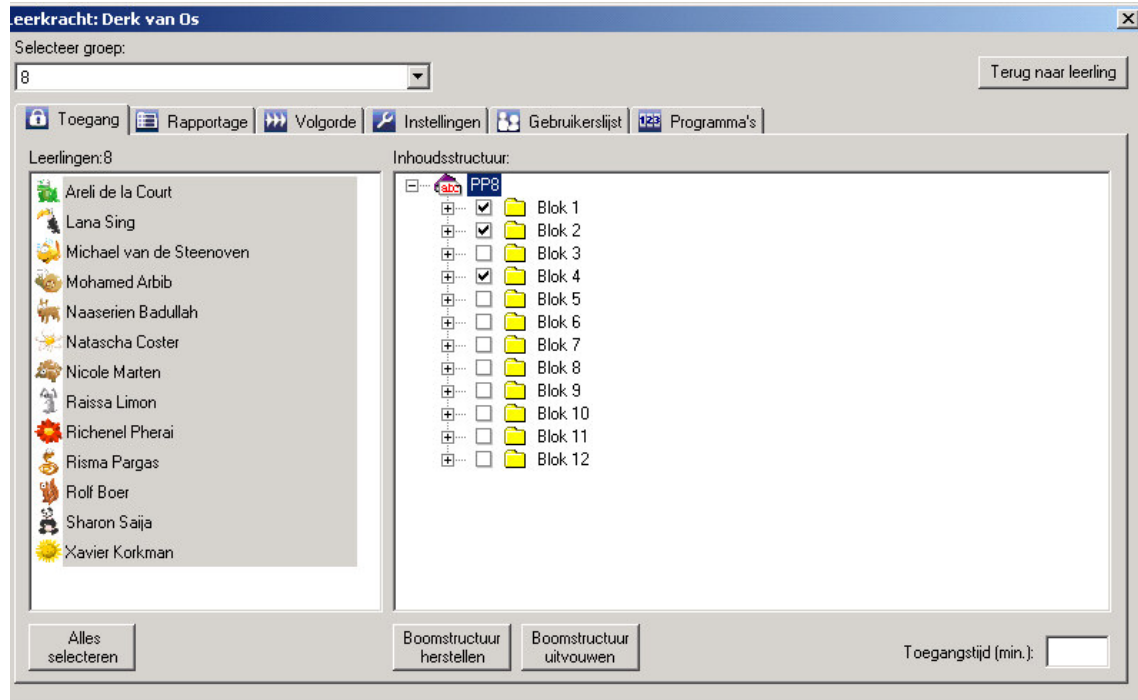 Leerkracht: Derk van Os
Selecteer groep:
8
Terug naar leerling
Toegang Rapportage Volgorde Instellingen Gebruikerslijst 123 Programma's
Leerlingen:8
Areli de la Court
Lana Sing
Michael van de Steenoven
Mohamed Arbib
Naaserien Badullah
Natascha Coster
Nicole Marten
Raissa Limon
Richenel Pherai
Risma Pargas
Rolf Boer
Sharon Saija
Xavier Korkman
Alles
selecteren
Inhoudsstructuur:
abc PP8
Blok 1
Blok 2
Blok 3
Blok 4
Blok 5
Blok 6
Blok 7
Blok 8
Blok 9
Blok 10
Blok 11
Blok 12
Boomstructuur
herstellen
Boomstructuur
uitvouwen
Toegangstijd (min.):